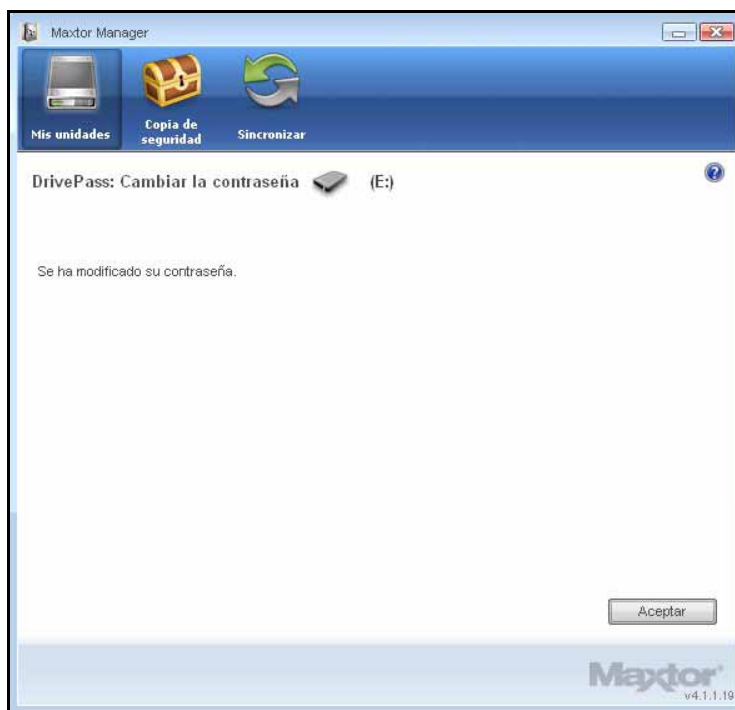 Maxtor Manager
Mis unidades
Copia de
seguridad
Sincronizar
DrivePass: Cambiar la contraseña (E:)
Se ha modificado su contraseña.
Aceptar
Maxtor
v4.1.1.19